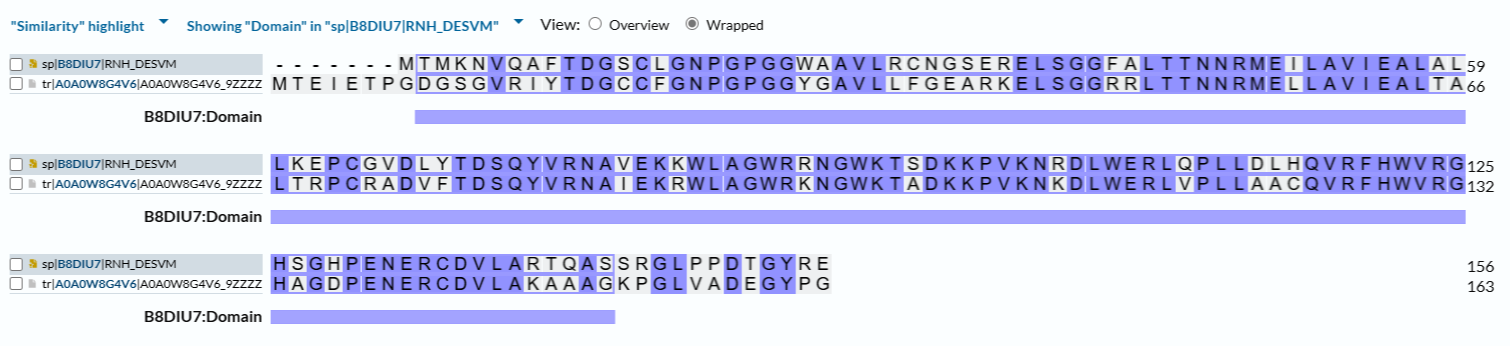 "Similarity" highlight Showing "Domain" in "sp|B8DIU7|RNH_DESVM" View: Overview Wrapped
sp|B8DIU7|RNH_DESVM - - - - - - - MTMKNVQAFTDGSCLGNPGPGGWAAVLRCNGSERELSGGFALTTNNRMEILAVIEALAL 59
tr|A0A0W8G4V6|A0A0W8G4V6_9ZZZZ MTEIETPGDGSGVRIYTDGCCFGNPGPGGYGAVLLFGEARKELSGGRRLTTNNRMELLAVIEALTA 66
B8DIU7:Domain
sp|B8DIU7|RNH_DESVM LKEPCGVDLYTDSQYVRNAVEKKWLAGWRRNGWKTSDKKPVKNRDLWERLQPLLDLHQVRFHWVRG 125
tr|A0A0W8G4V6|A0A0W8G4V6_9ZZZZ LTRPCRADVFTDSQYVRNAIEKRWLAGWRKNGWKTADKKPVKNKDLWERLVPLLAACQVRFHWVRG 132
B8DIU7:Domain
sp|B8DIU7|RNH_DESVM HSGHPENERCDVLARTQASSRGLPPDTGYRE 156
tr|A0A0W8G4V6|A0A0W8G4V6_9ZZZZ HAGDPENERCDVLAKAAAGKPGLVADEGYPG 163
B8DIU7:Domain